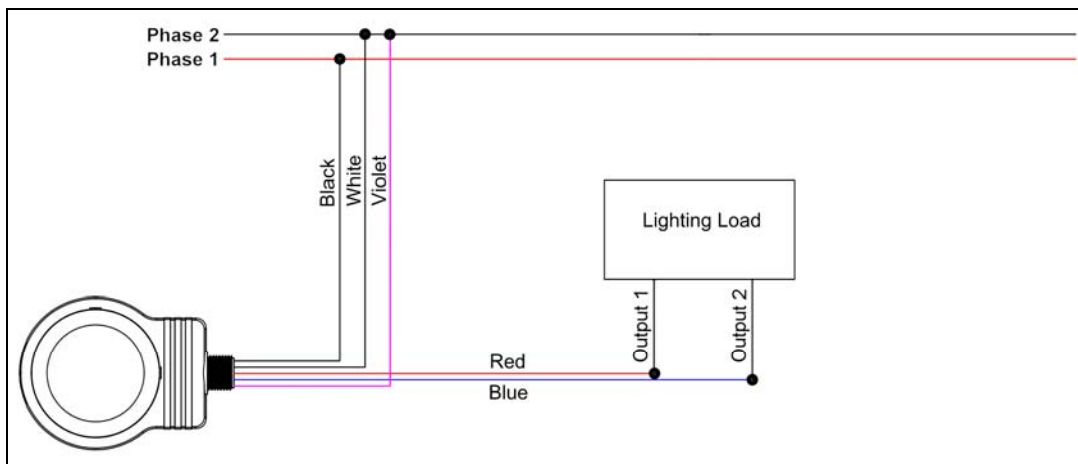 Phase 2
Phase 1
Black
White
Violet
Lighting Load
Output 1
Output 2
Red
Blue